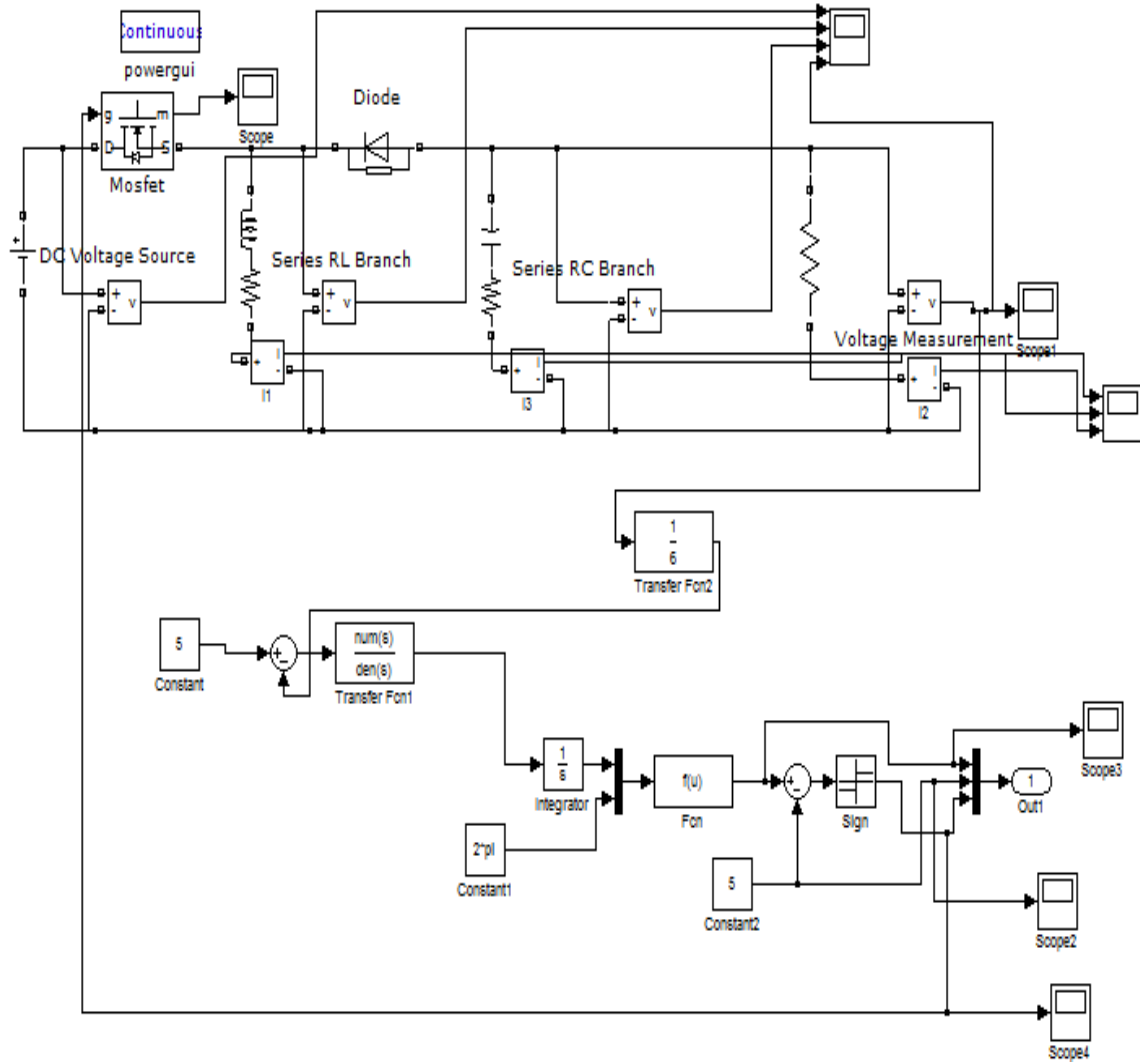 Continuous
powergui
g m
D S
Mosfet
Scope
Diode
+
DC Voltage Source
+ v
-
Series RL Branch
+ v
-
Series RC Branch
+ v
-
+ v
-
Voltage Measurement
Scope1
+ i
-
I1
+ i
-
I3
+ i
-
I2
1
6
Transfer Fcn2
5
Constant
+
-
num(s)
den(s)
Transfer Fcn1
1
s
Integrator
2*pi
Constant1
f(u)
Fcn
+
-
Sign
5
Constant2
1
Out1
Scope3
Scope2
Scope4